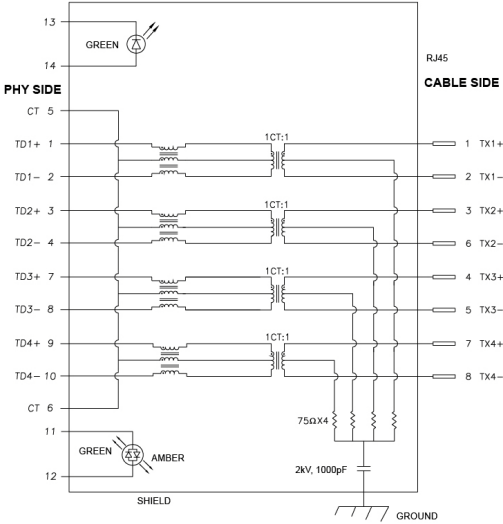 13
GREEN
14
RJ45
PHY SIDE
CABLE SIDE
CT 5
1CT:1
TD1+ 1
1 TX1+
TD1- 2
2 TX1-
1CT:1
TD2+ 3
3 TX2+
TD2- 4
6 TX2-
1CT:1
TD3+ 7
4 TX3+
TD3- 8
5 TX3-
1CT:1
TD4+ 9
7 TX4+
TD4- 10
8 TX4-
CT 6
75ΩX4
11
GREEN
AMBER
2kV, 1000pF
12
SHIELD
GROUND